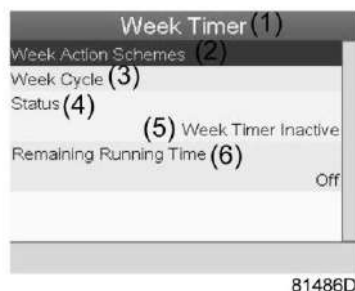 Week Timer (1)
Week Action Schemes (2)
Week Cycle (3)
Status (4)
(5) Week Timer Inactive
Remaining Running Time (6)
Off
81486D